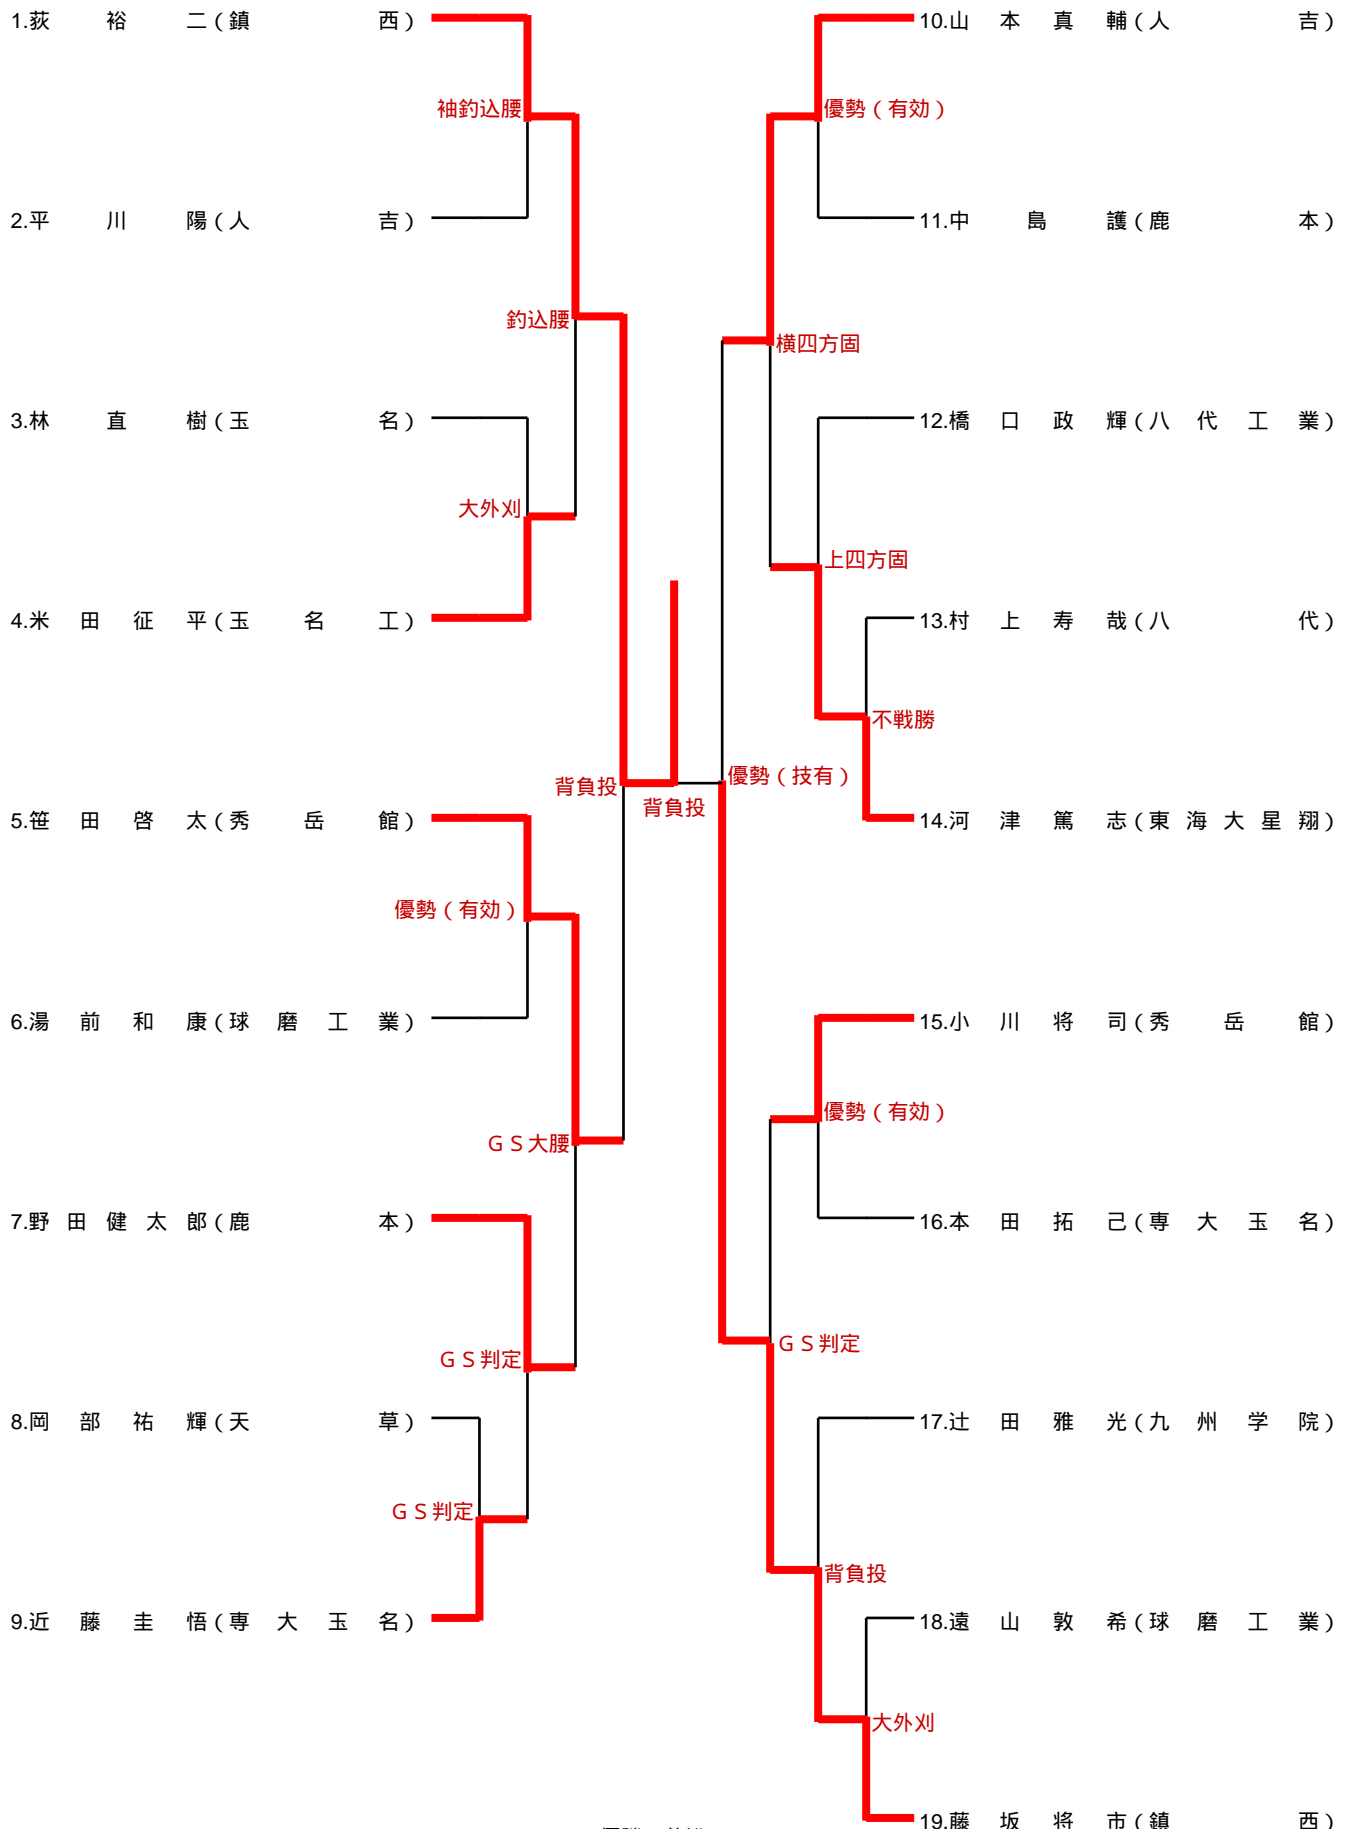 1.荻裕二(鎮西)
袖釣込腰
2.平川陽(人吉)
釣込腰
3.林直樹(玉名)
大外刈
4.米田征平(玉名工)
背負投
5.笹田啓太(秀岳館)
優勢(有効)
6.湯前和康(球磨工業)
GS大腰
7.野田健太郎(鹿本)
GS判定
8.岡部祐輝(天草)
GS判定
9.近藤圭悟(専大玉名)
背負投
10.山本真輔(人吉)
優勢(有効)
11.中島護(鹿本)
横四方固
12.橋口政輝(八代工業)
上四方固
13.村上寿哉(八代)
不戦勝
14.河津篤志(東海大星翔)
優勢(技有)
15.小川将司(秀岳館)
優勢(有効)
16.本田拓己(専大玉名)
GS判定
17.辻田雅光(九州学院)
背負投
18.遠山敦希(球磨工業)
大外刈
19.藤坂将市(鎮西)